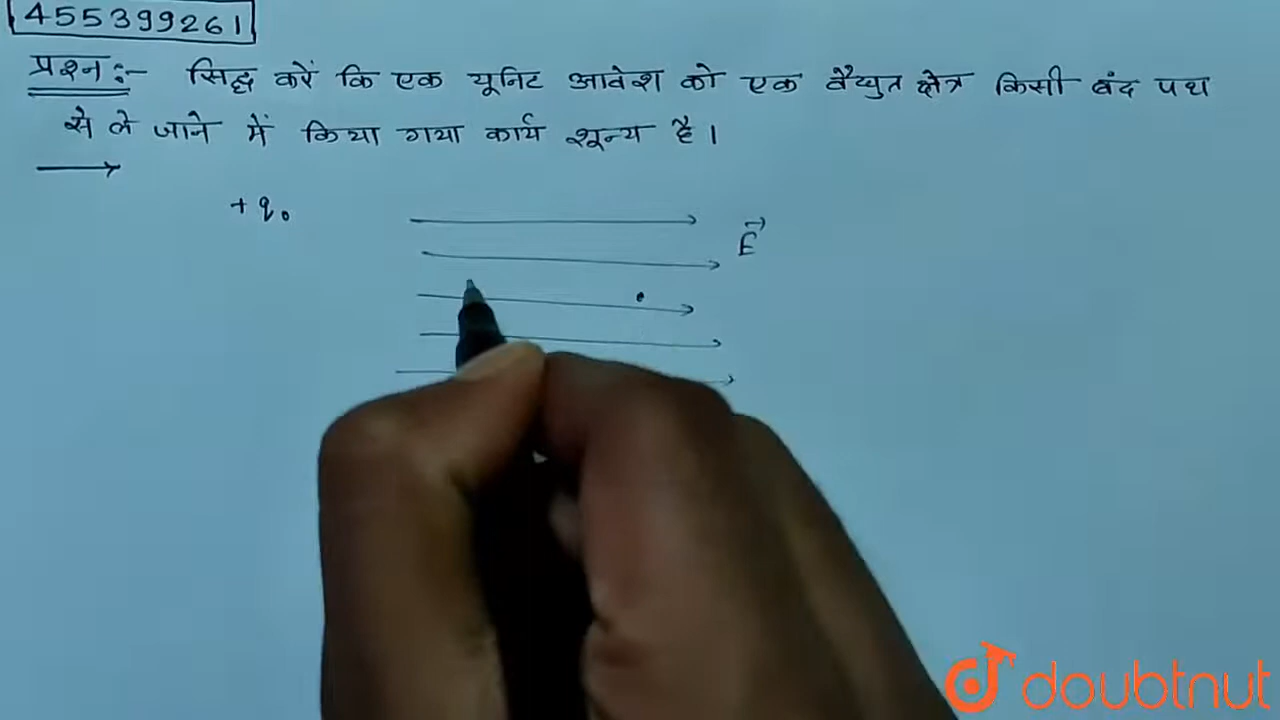 455399261
प्रश्न:- सिद्ध करें कि एक यूनिट आवेश को एक वैद्युत क्षेत्र किसी बंद पथ
से ले जाने में किया गया कार्य शून्य है।
+q₀
E⃗
doubtnut